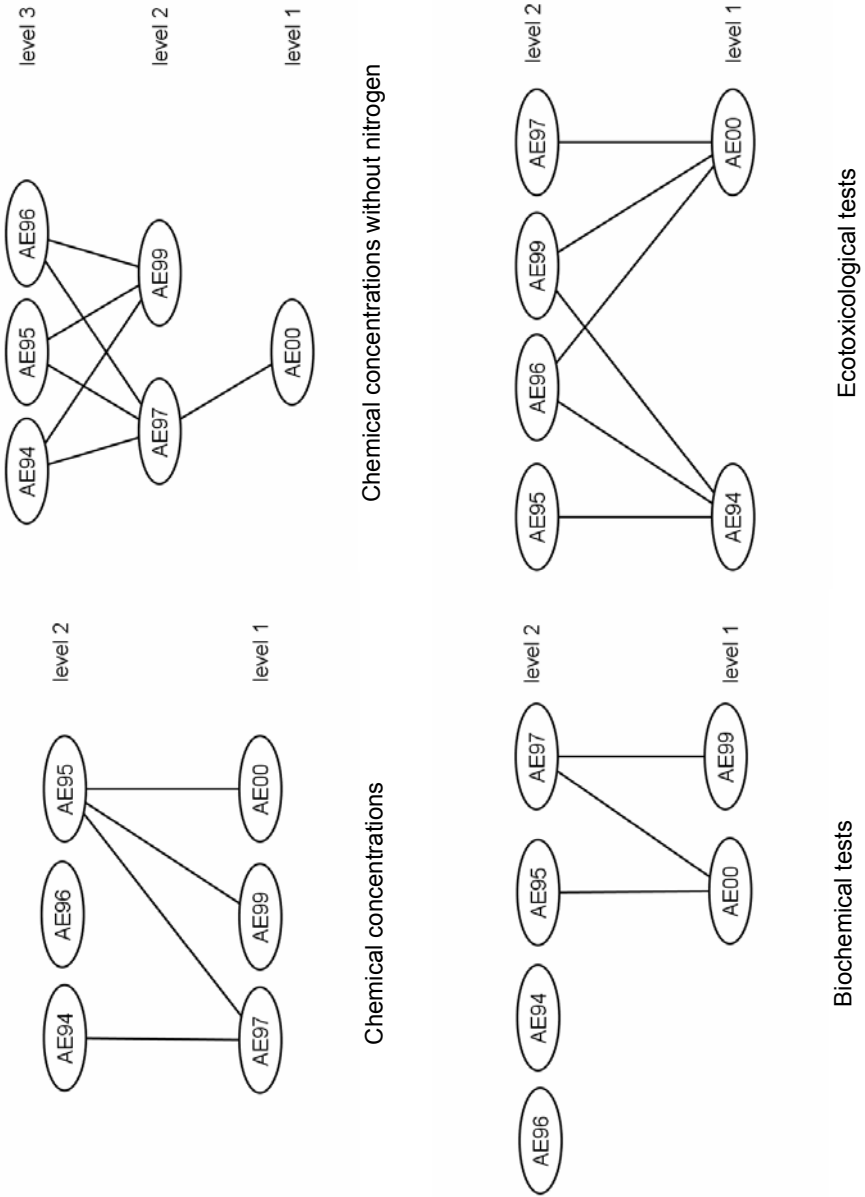 AE94
AE96
AE95
level 2
AE97
AE99
AE00
level 1
Chemical concentrations
AE94
AE95
AE96
level 3
AE97
AE99
level 2
AE00
level 1
Chemical concentrations without nitrogen
AE96
AE94
AE95
AE97
level 2
AE00
AE99
level 1
Biochemical tests
AE95
AE96
AE99
AE97
level 2
AE94
AE00
level 1
Ecotoxicological tests